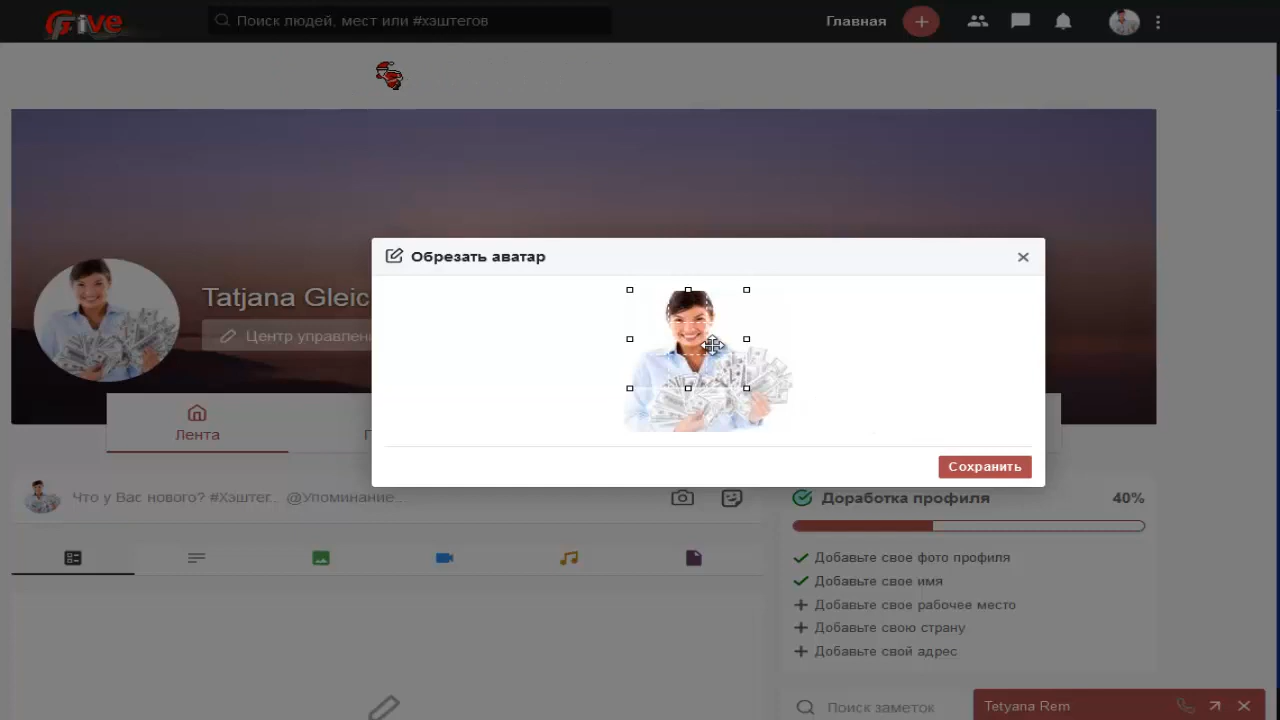 Five
Поиск людей, мест или #хэштегов
Главная
Обрезать аватар
Tatjana Gleic
Центр управлени
Лента
Сохранить
Что у Вас нового? #Хэштег.. @Упоминание..
Доработка профиля
40%
Добавьте свое фото профиля
Добавьте свое имя
Добавьте свое рабочее место
Добавьте свою страну
Добавьте свой адрес
Поиск заметок
Tetyana Rem